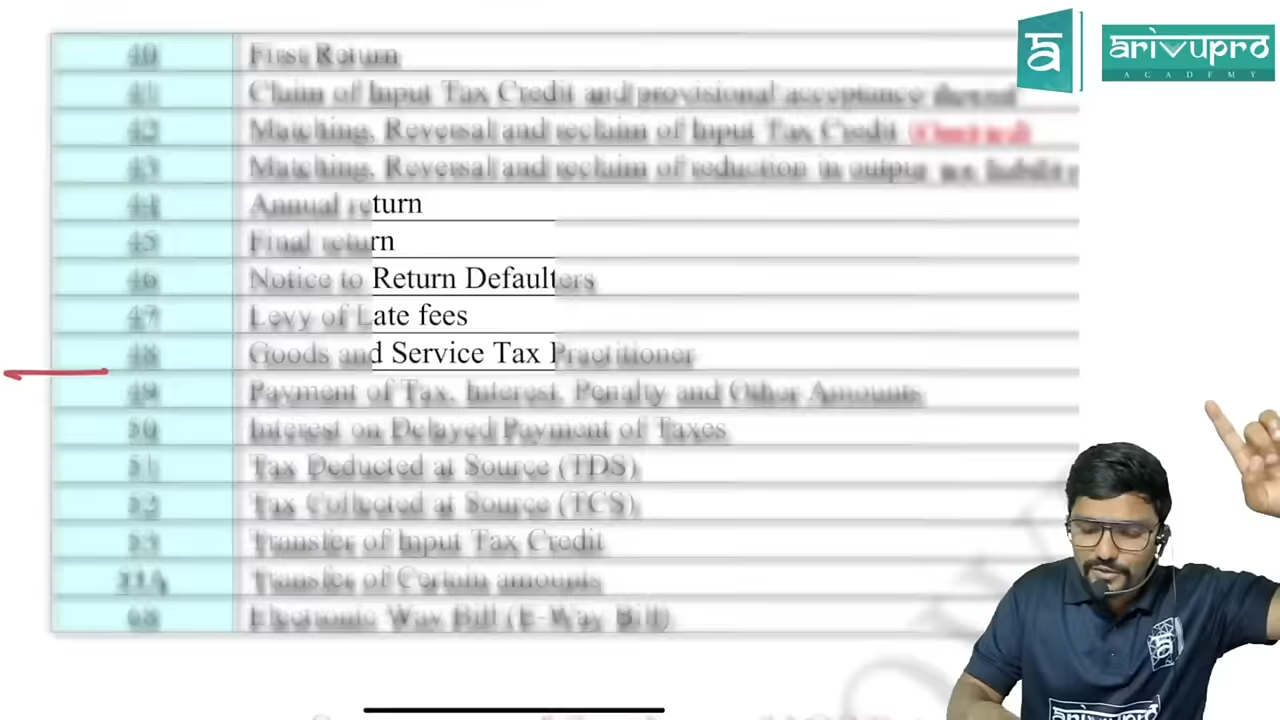 arivupro
ACADEMY
40 First Return
41 Claim of Input Tax Credit and provisional acceptance thereof
42 Matching, Reversal and reclaim of Input Tax Credit (Omitted)
43 Matching, Reversal and reclaim of reduction in output tax liability
44 Annual return
45 Final return
46 Notice to Return Defaulters
47 Levy of Late fees
48 Goods and Service Tax Practitioner
49 Payment of Tax, Interest, Penalty and Other Amounts
50 Interest on Delayed Payment of Taxes
51 Tax Deducted at Source (TDS)
52 Tax Collected at Source (TCS)
53 Transfer of Input Tax Credit
53A Transfer of Certain amounts
68 Electronic Way Bill (E-Way Bill)
arivupro